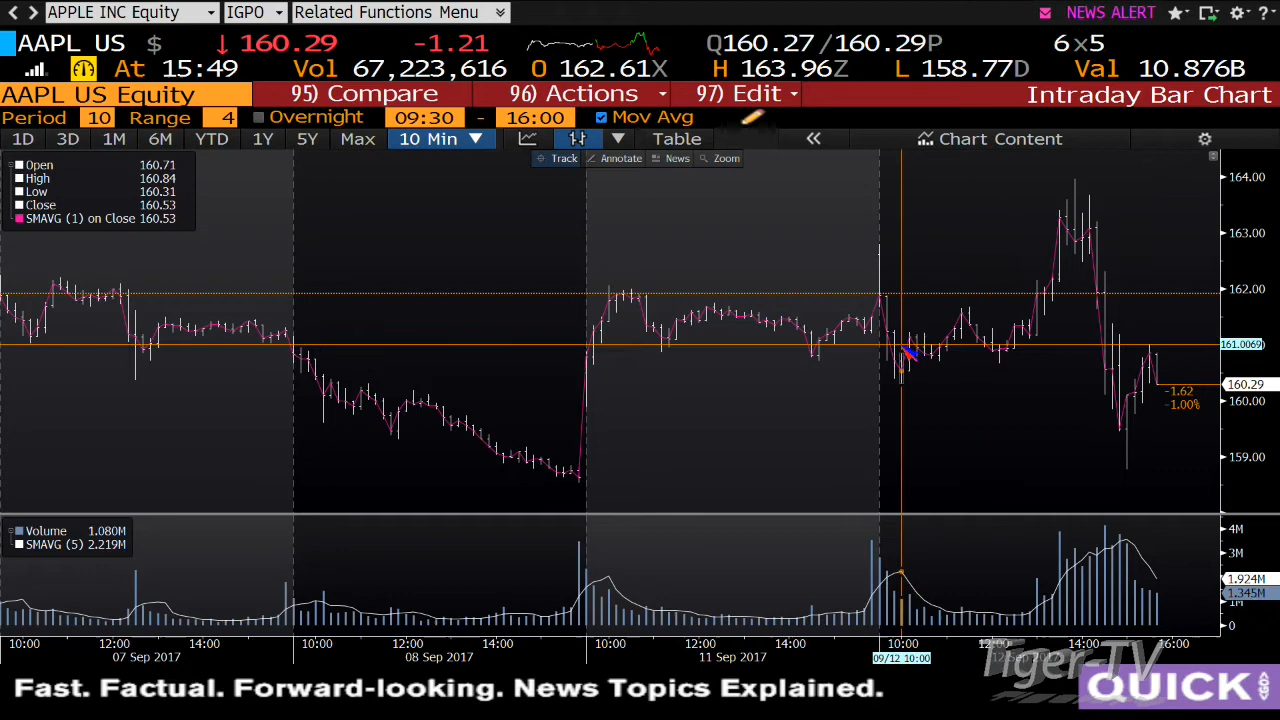 APPLE INC Equity IGPO Related Functions Menu NEWS ALERT
AAPL US $ ↓160.29 -1.21 Q160.27/160.29P 6×5
At 15:49 Vol 67,223,616 O 162.61X H 163.96Z L 158.77D Val 10.876B
AAPL US Equity 95) Compare 96) Actions 97) Edit Intraday Bar Chart
Period 10 Range 4 Overnight 09:30 - 16:00 Mov Avg
1D 3D 1M 6M YTD 1Y 5Y Max 10 Min ▼ Table « Chart Content
Track Annotate News Zoom
Open 160.71
High 160.84
Low 160.31
Close 160.53
SMAVG (1) on Close 160.53
164.00
163.00
162.00
161.0069
160.29
-1.62
-1.00%
160.00
159.00
Volume 1.080M
SMAVG (5) 2.219M
4M
3M
1.924M
1.345M
1M
0
10:00 12:00 14:00 10:00 12:00 14:00 10:00 12:00 14:00 12:00 14:00 16:00
07 Sep 2017 08 Sep 2017 11 Sep 2017 09/12 10:00 12 Sep 2017
Tiger-TV
Fast. Factual. Forward-looking. News Topics Explained. QUICK